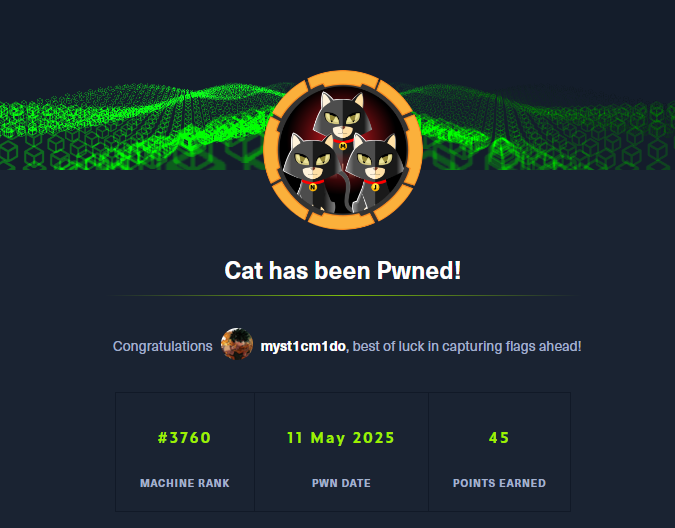 M
N
J
Cat has been Pwned!
Congratulations myst1cm1do, best of luck in capturing flags ahead!
#3760
11 May 2025
45
MACHINE RANK
PWN DATE
POINTS EARNED